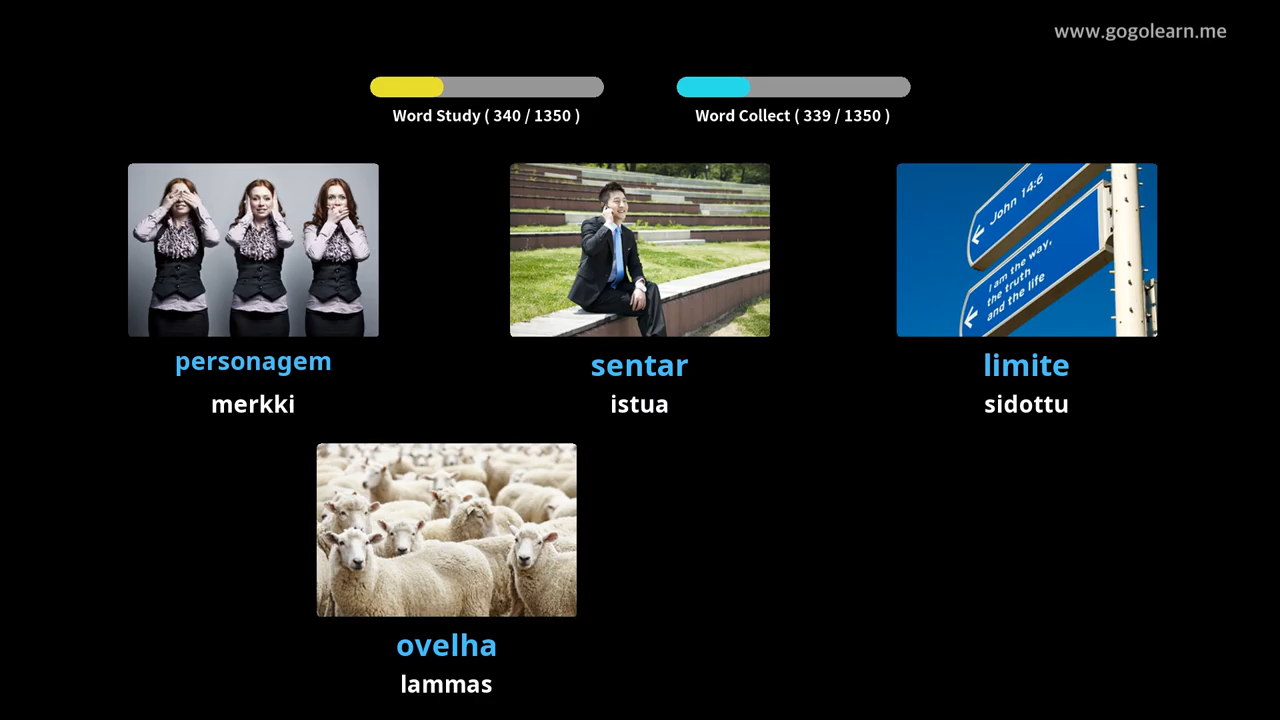 www.gogolearn.me
Word Study ( 340 / 1350 )
Word Collect ( 339 / 1350 )
John 14:6
I am the way,
the truth
and the life
personagem
merkki
sentar
istua
limite
sidottu
ovelha
lammas